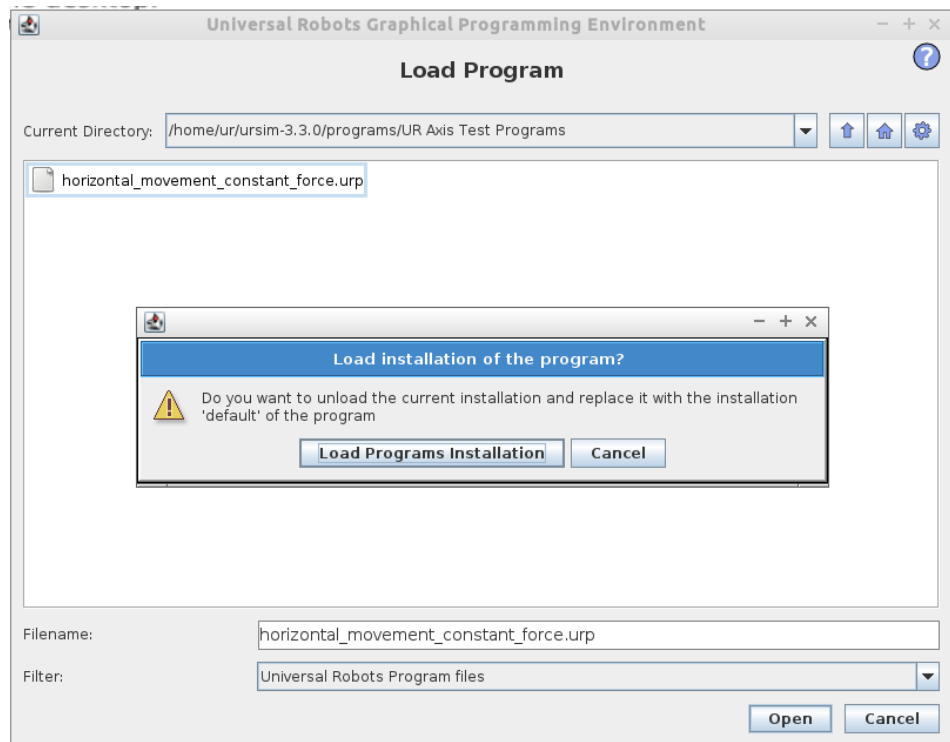 Universal Robots Graphical Programming Environment
Load Program
Current Directory: /home/ur/ursim-3.3.0/programs/UR Axis Test Programs
horizontal_movement_constant_force.urp
Load installation of the program?
Do you want to unload the current installation and replace it with the installation
'default' of the program
Load Programs Installation Cancel
Filename: horizontal_movement_constant_force.urp
Filter: Universal Robots Program files
Open Cancel